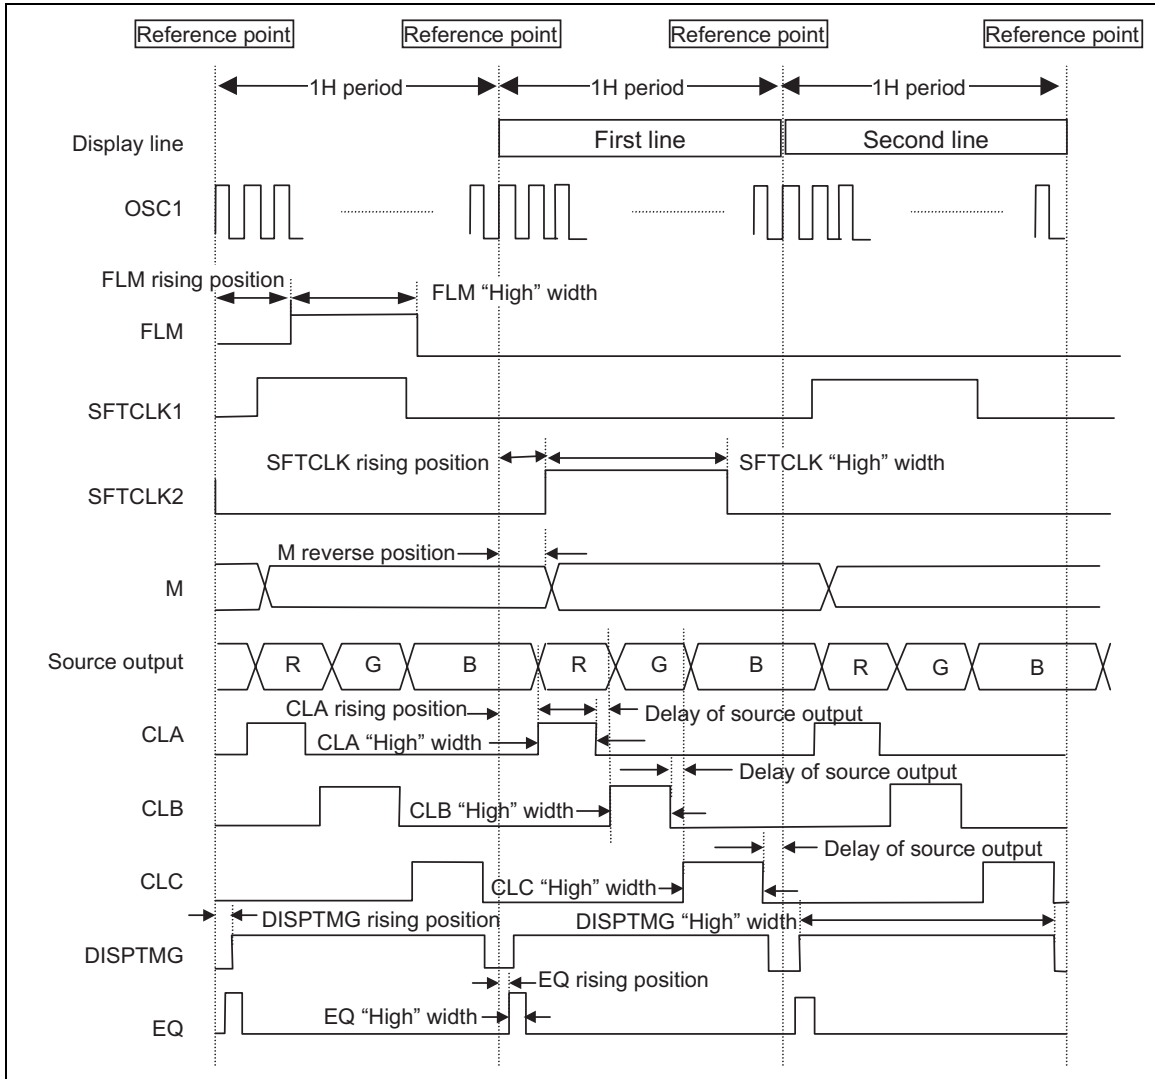 Reference point Reference point Reference point Reference point
1H period 1H period 1H period
Display line First line Second line
OSC1
FLM rising position FLM “High” width
FLM
SFTCLK1
SFTCLK rising position SFTCLK “High” width
SFTCLK2
M reverse position
M
Source output R G B R G B R G B
CLA rising position Delay of source output
CLA CLA “High” width
Delay of source output
CLB CLB “High” width
Delay of source output
CLC CLC “High” width
DISPTMG rising position DISPTMG “High” width
DISPTMG
EQ rising position
EQ “High” width
EQ